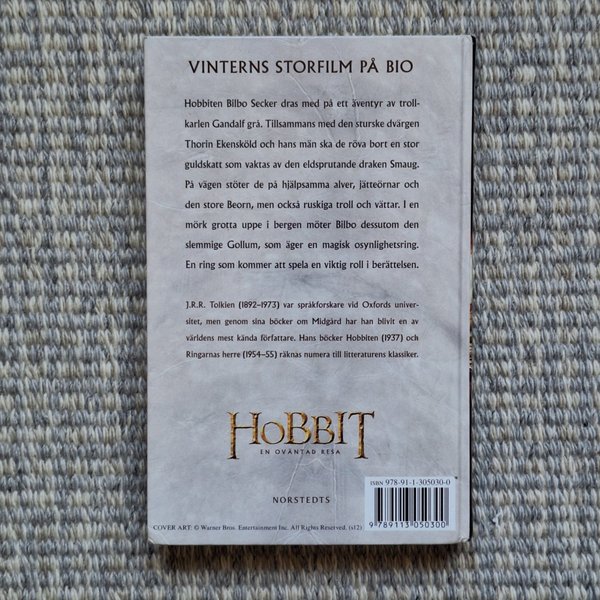 VINTERNS STORFILM PÅ BIO
Hobbiten Bilbo Secker dras med på ett äventyr av troll-
karlen Gandalf grå. Tillsammans med den sturske dvärgen
Thorin Ekensköld och hans män ska de röva bort en stor
guldskatt som vaktas av den eldsprutande draken Smaug.
På vägen stöter de på hjälpsamma alver, jätteörnar och
den store Beorn, men också ruskiga troll och vättar. I en
mörk grotta uppe i bergen möter Bilbo dessutom den
slemmige Gollum, som äger en magisk osynlighetsring.
En ring som kommer att spela en viktig roll i berättelsen.
J.R.R. Tolkien (1892–1973) var språkforskare vid Oxfords univer-
sitet, men genom sina böcker om Midgård har han blivit en av
världens mest kända författare. Hans böcker Hobbiten (1937) och
Ringarnas herre (1954–55) räknas numera till litteraturens klassiker.
HOBBIT
EN OVÄNTAD RESA
NORSTEDTS
ISBN 978-91-1-305030-0
9 789113 050300
COVER ART: © Warner Bros. Entertainment Inc. All Rights Reserved. (s12)